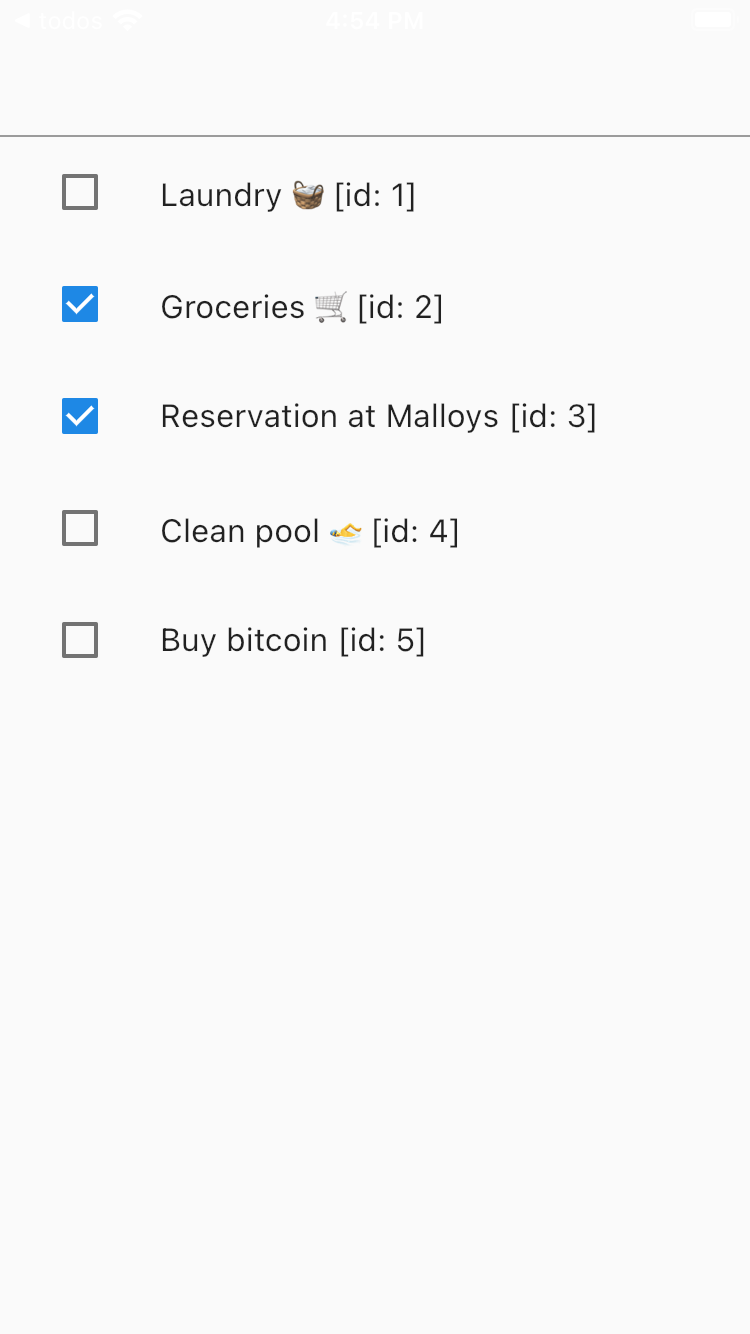 ◀ todos 4:54 PM
Laundry 🧺 [id: 1]
Groceries 🛒 [id: 2]
Reservation at Malloys [id: 3]
Clean pool 🏊 [id: 4]
Buy bitcoin [id: 5]